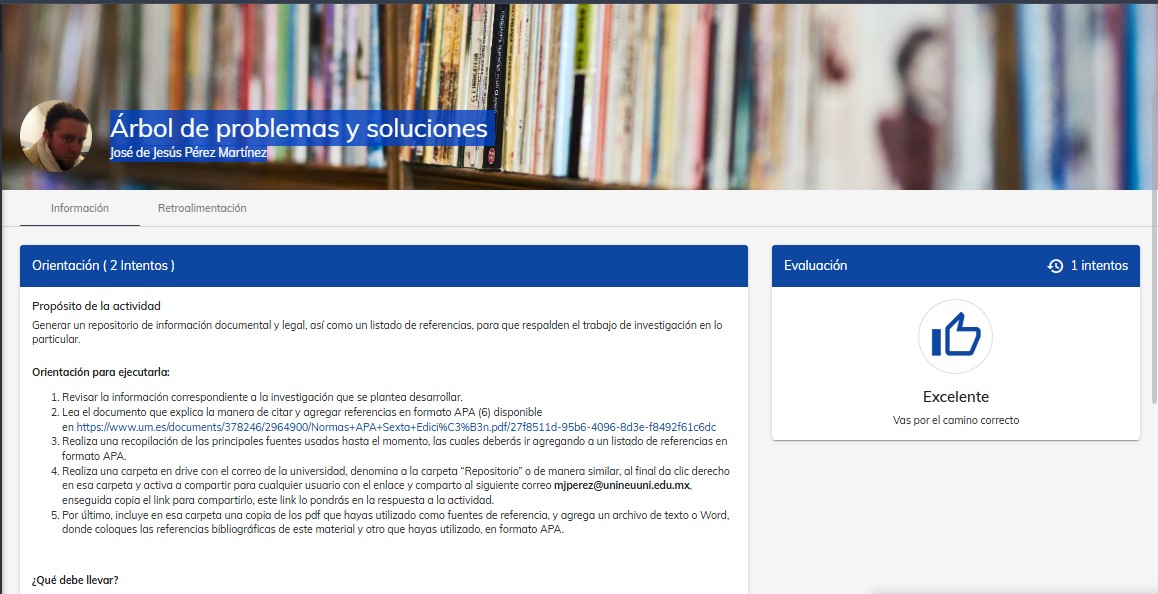 Árbol de problemas y soluciones
José de Jesús Pérez Martínez
Información
Retroalimentación
Orientación ( 2 Intentos )
Propósito de la actividad
Generar un repositorio de información documental y legal, así como un listado de referencias, para que respalden el trabajo de investigación en lo
particular.
Orientación para ejecutarla:
1. Revisar la información correspondiente a la investigación que se plantea desarrollar.
2. Lea el documento que explica la manera de citar y agregar referencias en formato APA (6) disponible
en https://www.um.es/documents/378246/2964900/Normas+APA+Sexta+Edici%C3%B3n.pdf/27f8511d-95b6-4096-8d3e-f8492f61c6dc
3. Realiza una recopilación de las principales fuentes usadas hasta el momento, las cuales deberás ir agregando a un listado de referencias en
formato APA.
4. Realiza una carpeta en drive con el correo de la universidad, denomina a la carpeta “Repositorio” o de manera similar, al final da clic derecho
en esa carpeta y activa a compartir para cualquier usuario con el enlace y comparto al siguiente correo mjperez@unineuuni.edu.mx,
enseguida copia el link para compartirlo, este link lo pondrás en la respuesta a la actividad.
5. Por último, incluye en esa carpeta una copia de los pdf que hayas utilizado como fuentes de referencia, y agrega un archivo de texto o Word,
donde coloques las referencias bibliográficas de este material y otro que hayas utilizado, en formato APA.
¿Qué debe llevar?
Evaluación
1 intentos
Excelente
Vas por el camino correcto